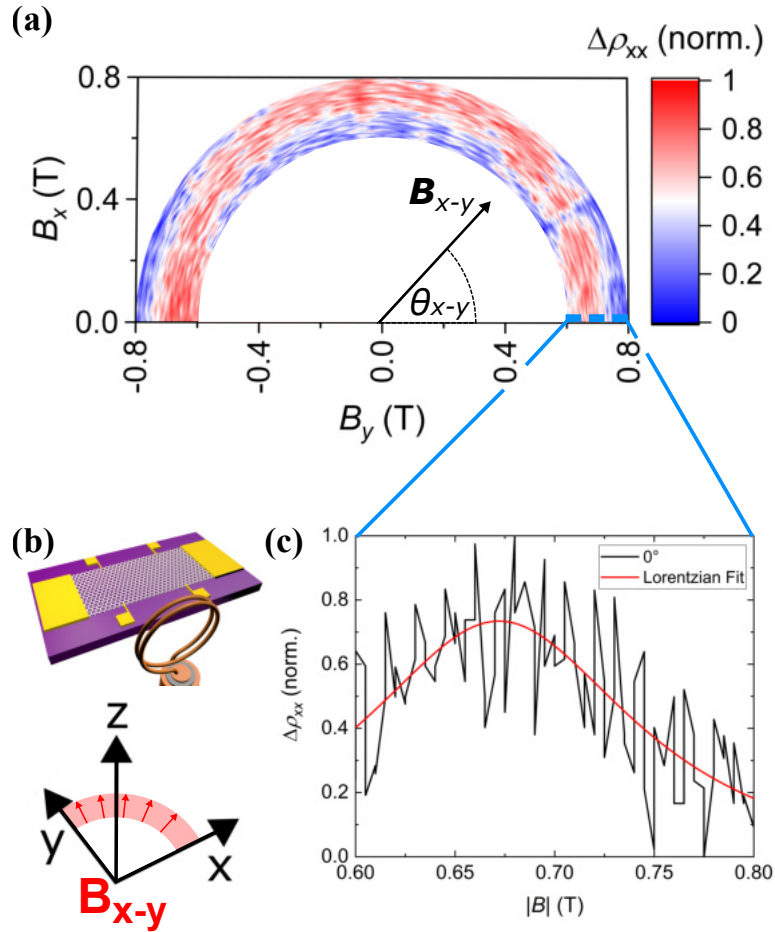 (a)
Δρxx (norm.)
0.8
0.4
0.0
Bx (T)
Bx-y
θx-y
1
0.8
0.6
0.4
0.2
0
-0.8
-0.4
0.0
0.4
0.8
By (T)
(b)
z
y
x
Bx-y
(c)
1.0
0.8
0.6
0.4
0.2
0.0
Δρxx (norm.)
0°
Lorentzian Fit
0.60
0.65
0.70
0.75
0.80
|B| (T)